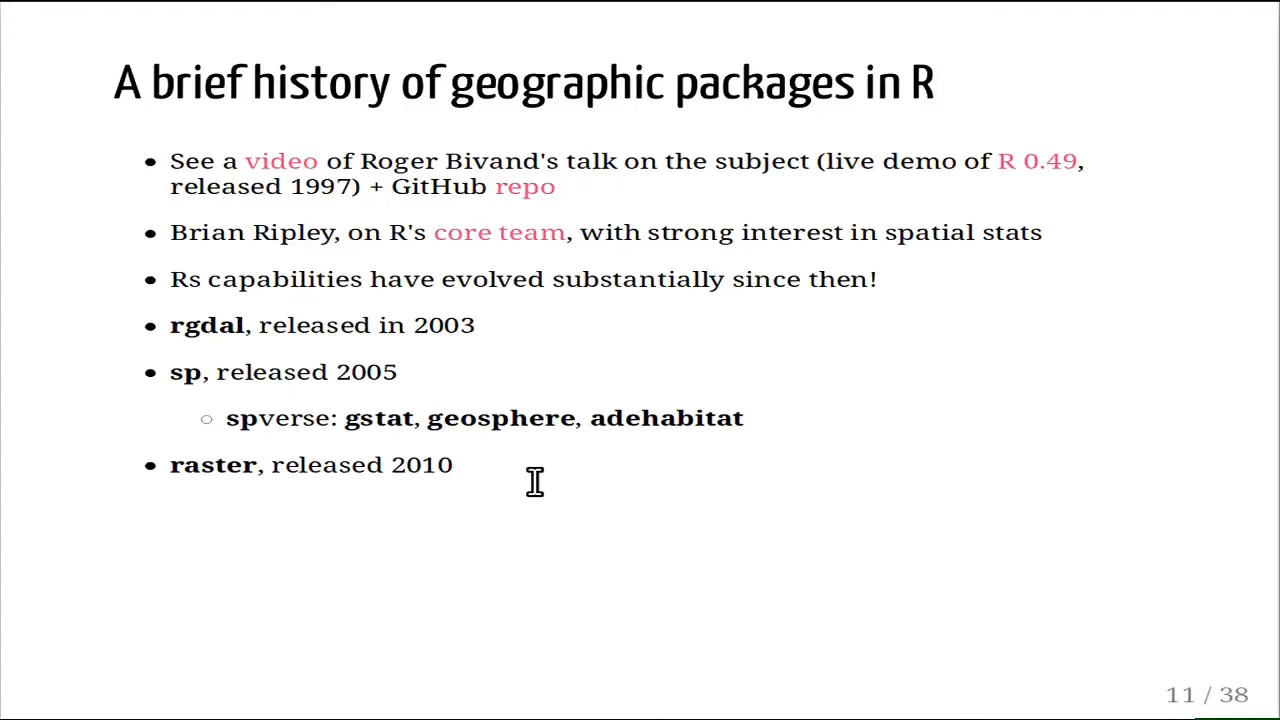 A brief history of geographic packages in R
● See a video of Roger Bivand's talk on the subject (live demo of R 0.49,
released 1997) + GitHub repo
● Brian Ripley, on R's core team, with strong interest in spatial stats
● Rs capabilities have evolved substantially since then!
● rgdal, released in 2003
● sp, released 2005
○ spverse: gstat, geosphere, adehabitat
● raster, released 2010
11 / 38